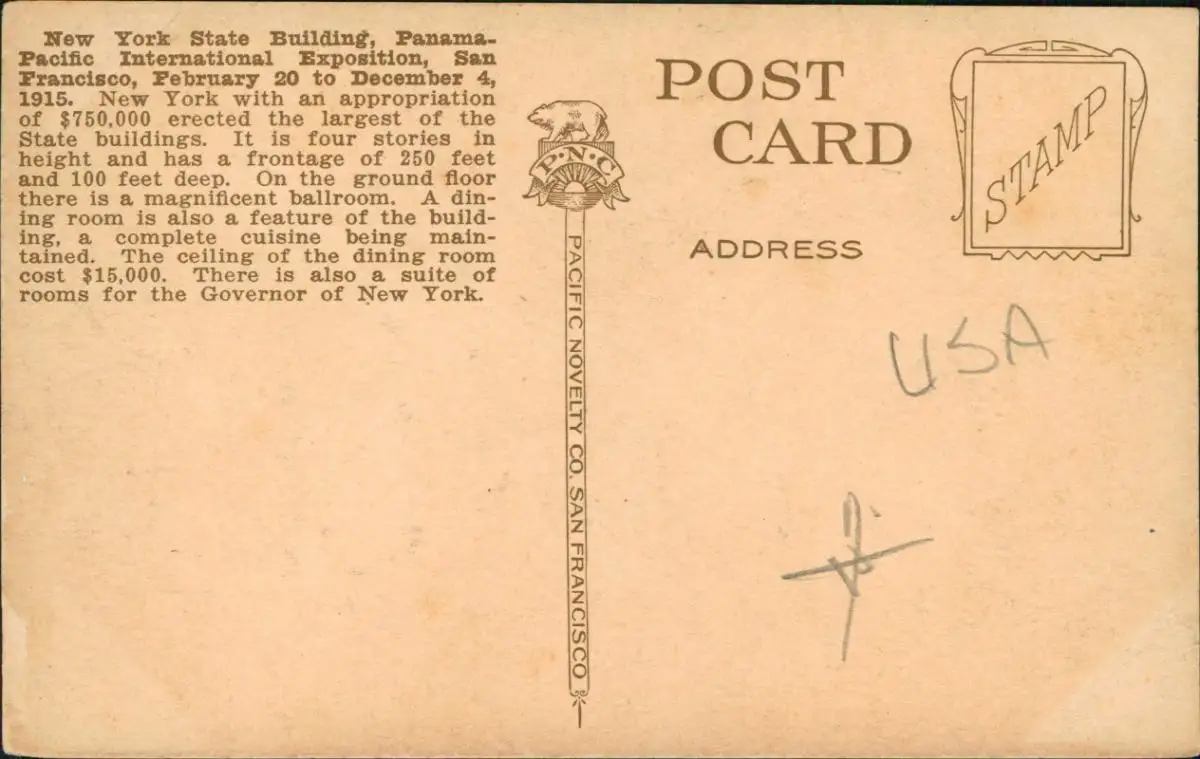 New York State Building, Panama-
Pacific International Exposition, San
Francisco, February 20 to December 4,
1915. New York with an appropriation
of $750,000 erected the largest of the
State buildings. It is four stories in
height and has a frontage of 250 feet
and 100 feet deep. On the ground floor
there is a magnificent ballroom. A din-
ing room is also a feature of the build-
ing, a complete cuisine being main-
tained. The ceiling of the dining room
cost $15,000. There is also a suite of
rooms for the Governor of New York.
P·N·C
PACIFIC NOVELTY CO. SAN FRANCISCO
POST
CARD
STAMP
ADDRESS
USA